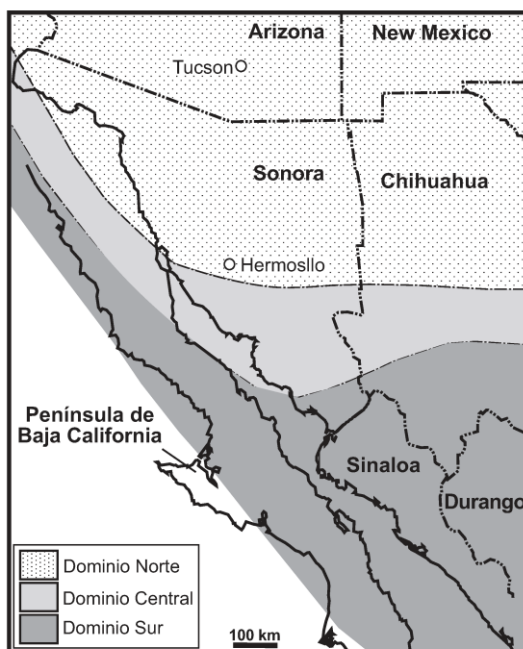 Arizona
New Mexico
Tucson
Sonora
Chihuahua
Hermosllo
Península de
Baja California
Sinaloa
Durango
Dominio Norte
Dominio Central
Dominio Sur
100 km